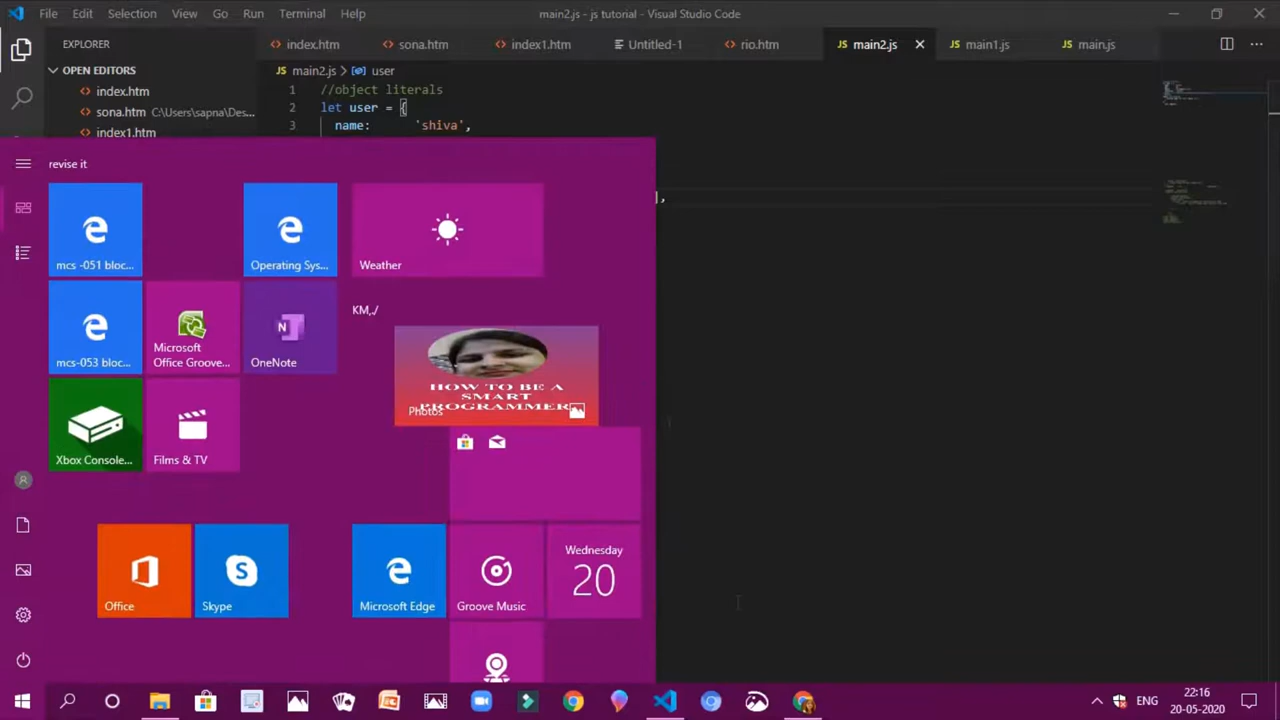 File Edit Selection View Go Run Terminal Help main2.js - js tutorial - Visual Studio Code
EXPLORER index.htm sona.htm index1.htm Untitled-1 rio.htm JS main2.js JS main1.js JS main.js
OPEN EDITORS JS main2.js > user
index.htm
sona.htm C:\Users\sapna\Des...
index1.htm
1 //object literals
2 let user = {
3 name: 'shiva',
],
revise it
mcs -051 bloc...
Operating Sys...
Weather
KM,./
mcs-053 bloc...
Microsoft
Office Groove...
OneNote
HOW TO BE A
SMART
PROGRAMMER
Photos
Xbox Console...
Films & TV
Office
Skype
Microsoft Edge
Groove Music
Wednesday
20
ENG
22:16
20-05-2020